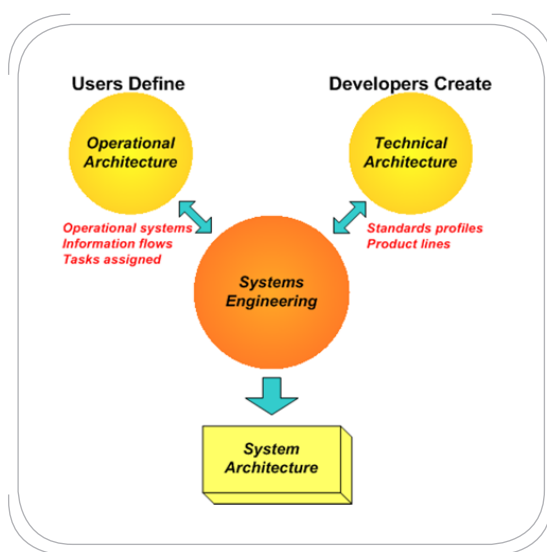 Users Define
Developers Create
Operational
Architecture
Technical
Architecture
Operational systems
Information flows
Tasks assigned
Standards profiles
Product lines
Systems
Engineering
System
Architecture